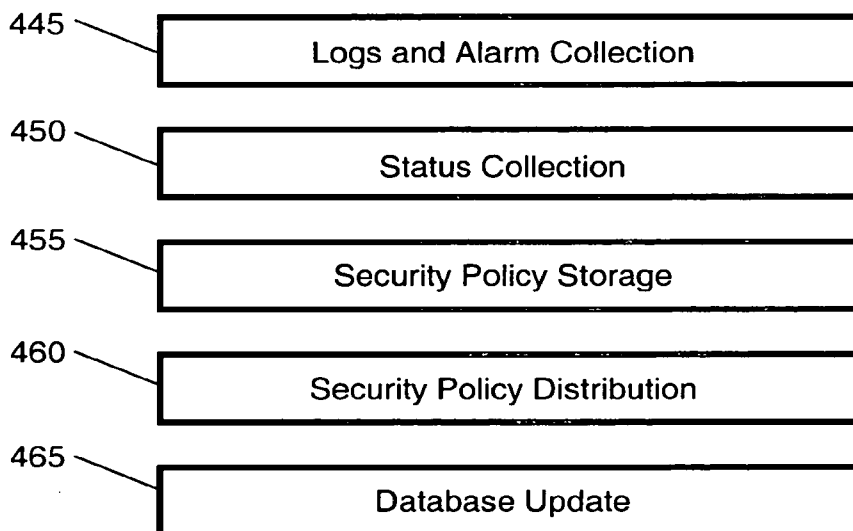 445
Logs and Alarm Collection
450
Status Collection
455
Security Policy Storage
460
Security Policy Distribution
465
Database Update